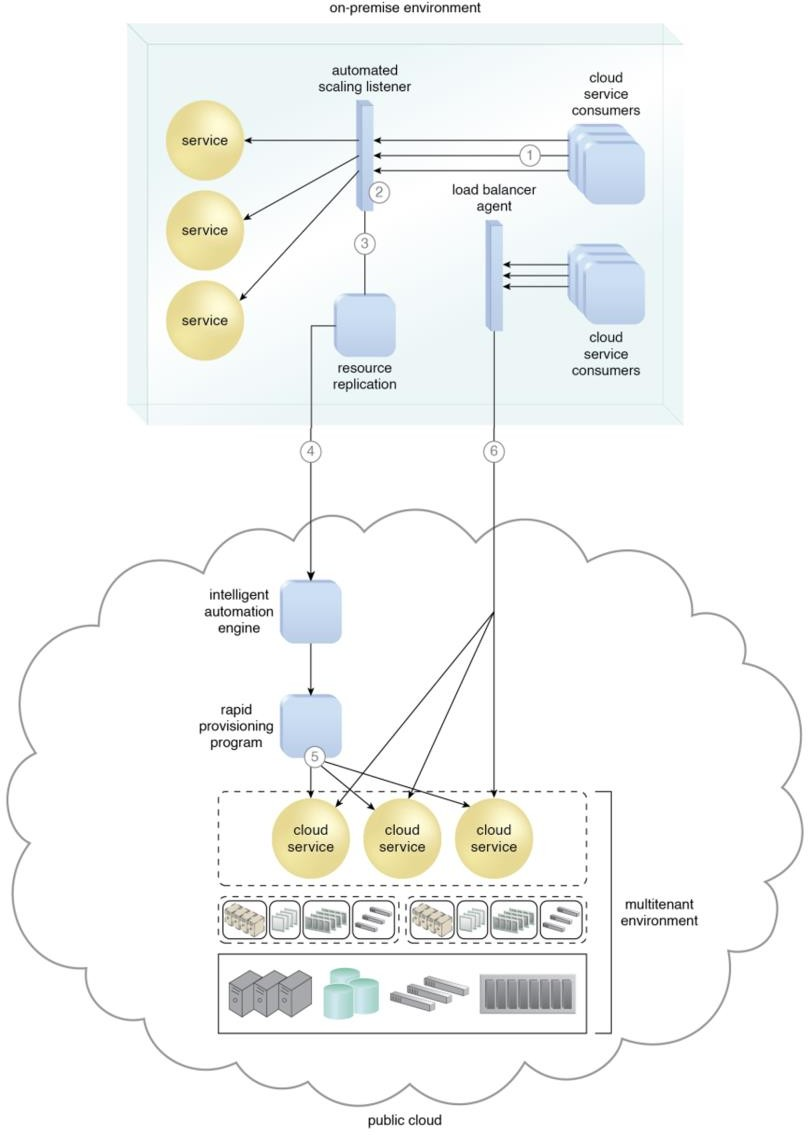 on-premise environment
automated
scaling listener
cloud
service
consumers
service
1
2
load balancer
agent
service
3
service
resource
replication
cloud
service
consumers
4
6
intelligent
automation
engine
rapid
provisioning
program
5
cloud
service
cloud
service
cloud
service
multitenant
environment
public cloud